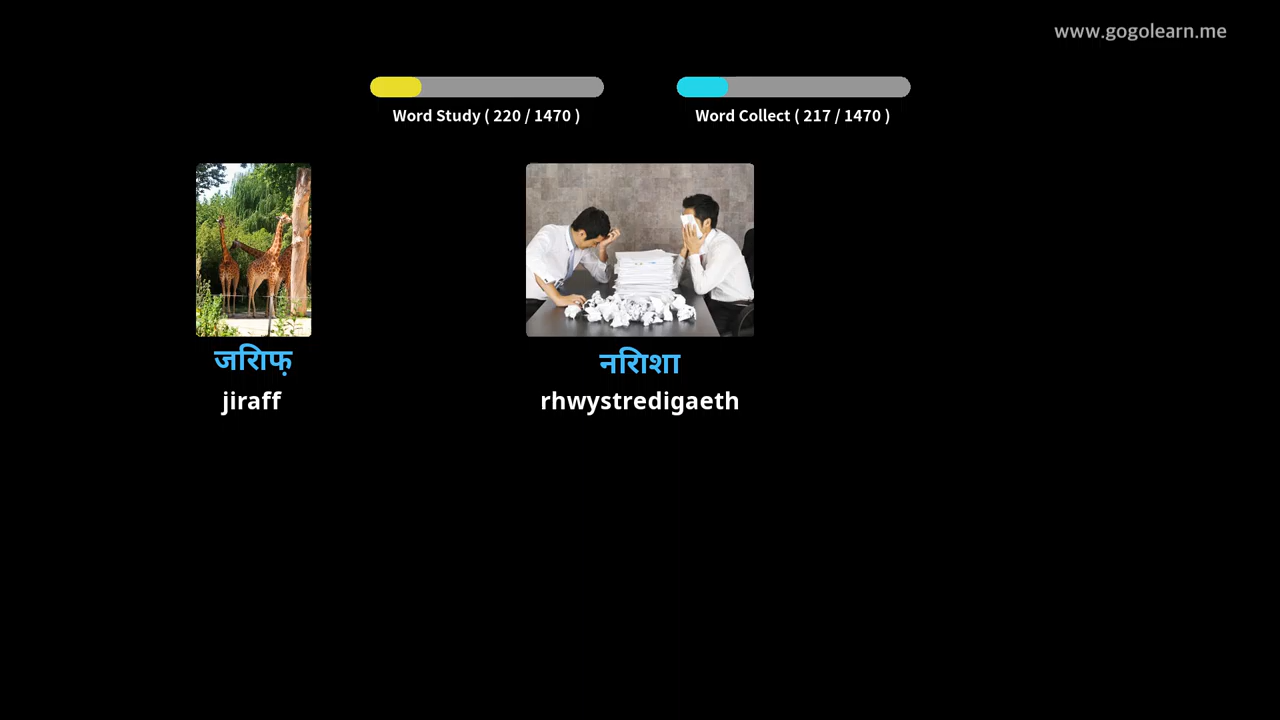 www.gogolearn.me
Word Study ( 220 / 1470 )
Word Collect ( 217 / 1470 )
जिराफ़
jiraff
निराशा
rhwystredigaeth